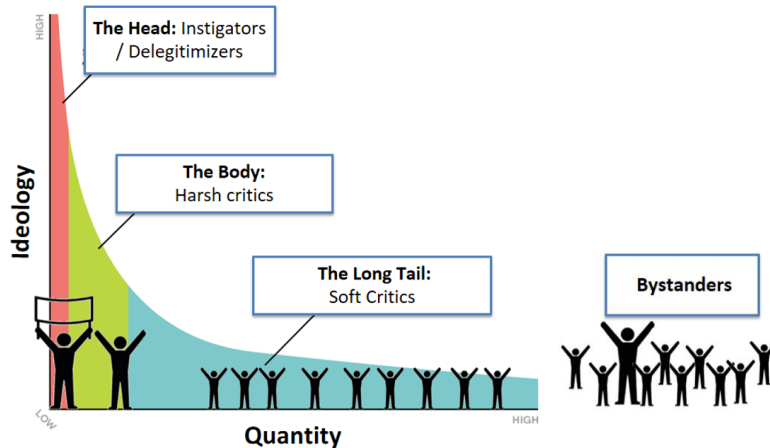 HIGH
The Head: Instigators
/ Delegitimizers
The Body:
Harsh critics
Ideology
The Long Tail:
Soft Critics
Bystanders
LOW
HIGH
Quantity